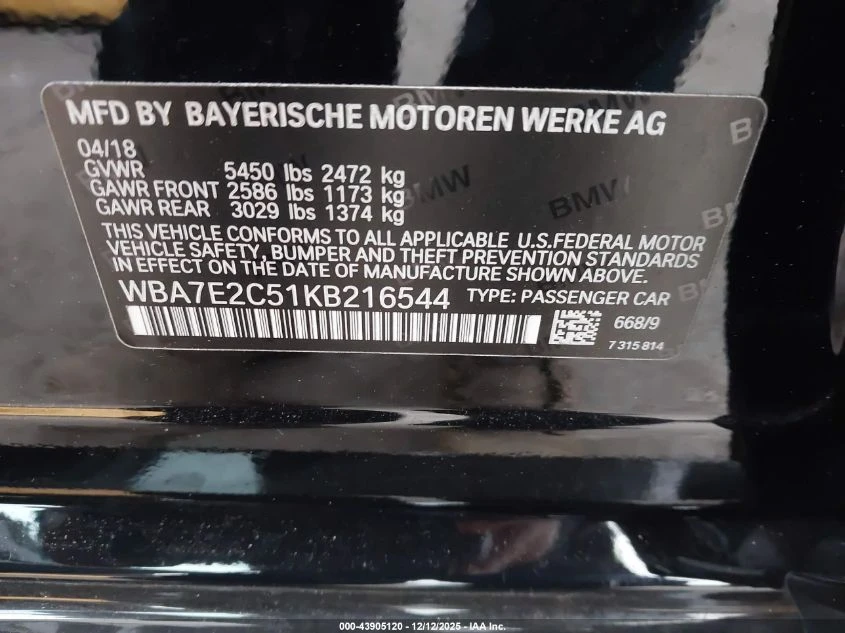 MFD BY BAYERISCHE MOTOREN WERKE AG
04/18
GVWR 5450 lbs 2472 kg
GAWR FRONT 2586 lbs 1173 kg
GAWR REAR 3029 lbs 1374 kg
THIS VEHICLE CONFORMS TO ALL APPLICABLE U.S.FEDERAL MOTOR
VEHICLE SAFETY, BUMPER AND THEFT PREVENTION STANDARDS
IN EFFECT ON THE DATE OF MANUFACTURE SHOWN ABOVE.
WBA7E2C51KB216544 TYPE: PASSENGER CAR
668/9
7 315 814
BMW
BMW
BMW
000-43905120 - 12/12/2025 - IAA Inc.